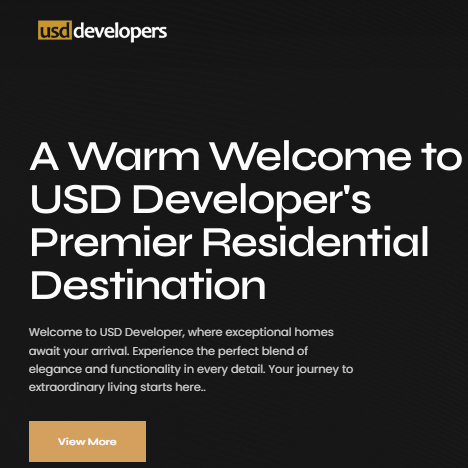 usd developers
A Warm Welcome to
USD Developer's
Premier Residential
Destination
Welcome to USD Developer, where exceptional homes
await your arrival. Experience the perfect blend of
elegance and functionality in every detail. Your journey to
extraordinary living starts here..
View More